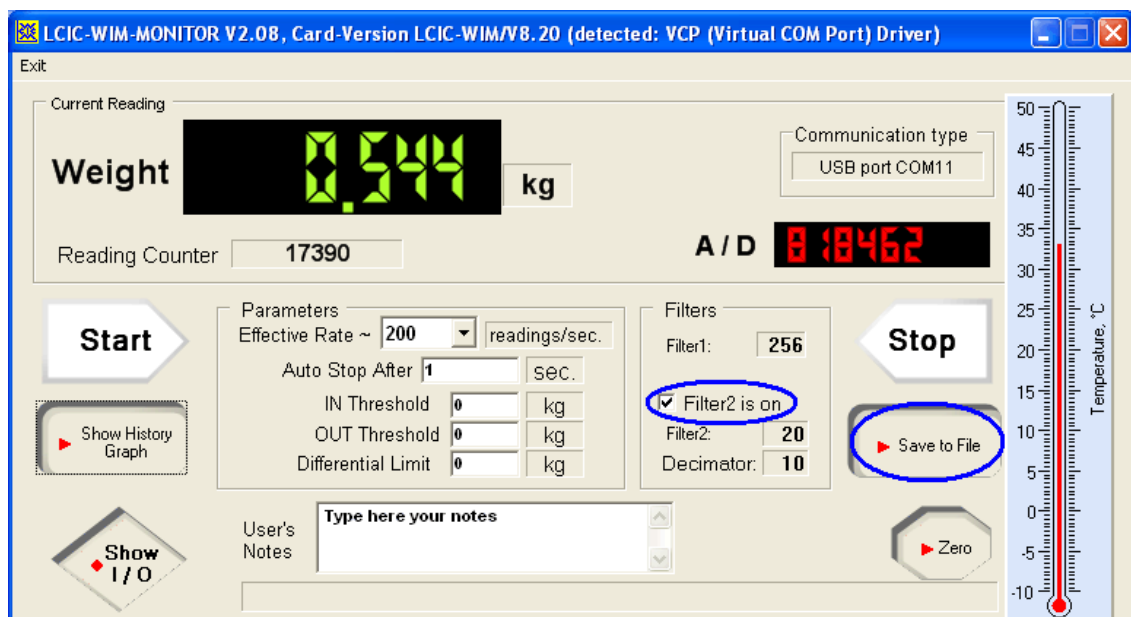 LCIC-WIM-MONITOR V2.08, Card-Version LCIC-WIM/V8.20 (detected: VCP (Virtual COM Port) Driver)
Exit
Current Reading
Weight 0.544 kg
Communication type
USB port COM11
Reading Counter 17390
A / D 818462
Start
Parameters
Effective Rate ~ 200 readings/sec.
Auto Stop After 1 sec.
IN Threshold 0 kg
OUT Threshold 0 kg
Differential Limit 0 kg
Filters
Filter1: 256
Filter2 is on
Filter2: 20
Decimator: 10
Stop
Show History
Graph
Save to File
Show
I / O
User's
Notes
Type here your notes
Zero
50
45
40
35
30
25
20
15
10
5
0
-5
-10
Temperature, °C